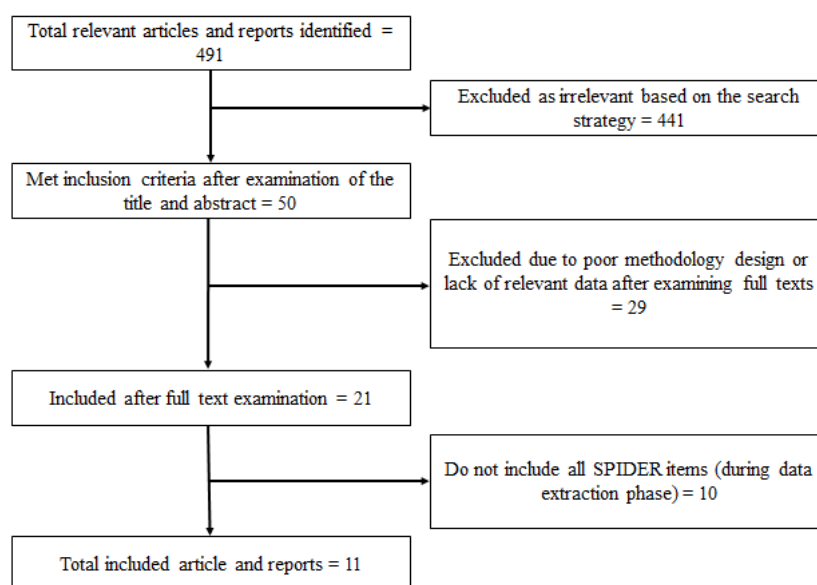 Total relevant articles and reports identified =
491
Excluded as irrelevant based on the search
strategy = 441
Met inclusion criteria after examination of the
title and abstract = 50
Excluded due to poor methodology design or
lack of relevant data after examining full texts
= 29
Included after full text examination = 21
Do not include all SPIDER items (during data
extraction phase) = 10
Total included article and reports = 11